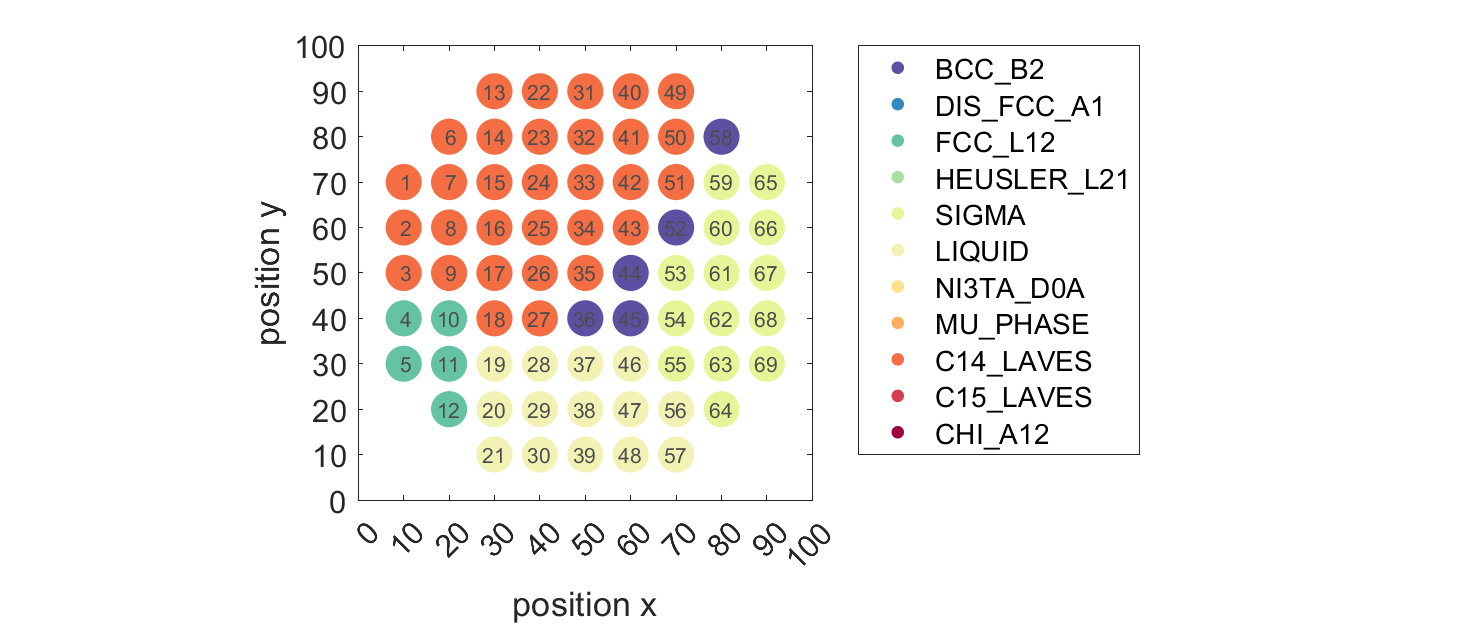 100
90
80
70
60
50
40
30
20
10
0
position y
13 22 31 40 49
6 14 23 32 41 50 58
1 7 15 24 33 42 51 59 65
2 8 16 25 34 43 52 60 66
3 9 17 26 35 44 53 61 67
4 10 18 27 36 45 54 62 68
5 11 19 28 37 46 55 63 69
12 20 29 38 47 56 64
21 30 39 48 57
0 10 20 30 40 50 60 70 80 90 100
position x
BCC_B2
DIS_FCC_A1
FCC_L12
HEUSLER_L21
SIGMA
LIQUID
NI3TA_D0A
MU_PHASE
C14_LAVES
C15_LAVES
CHI_A12